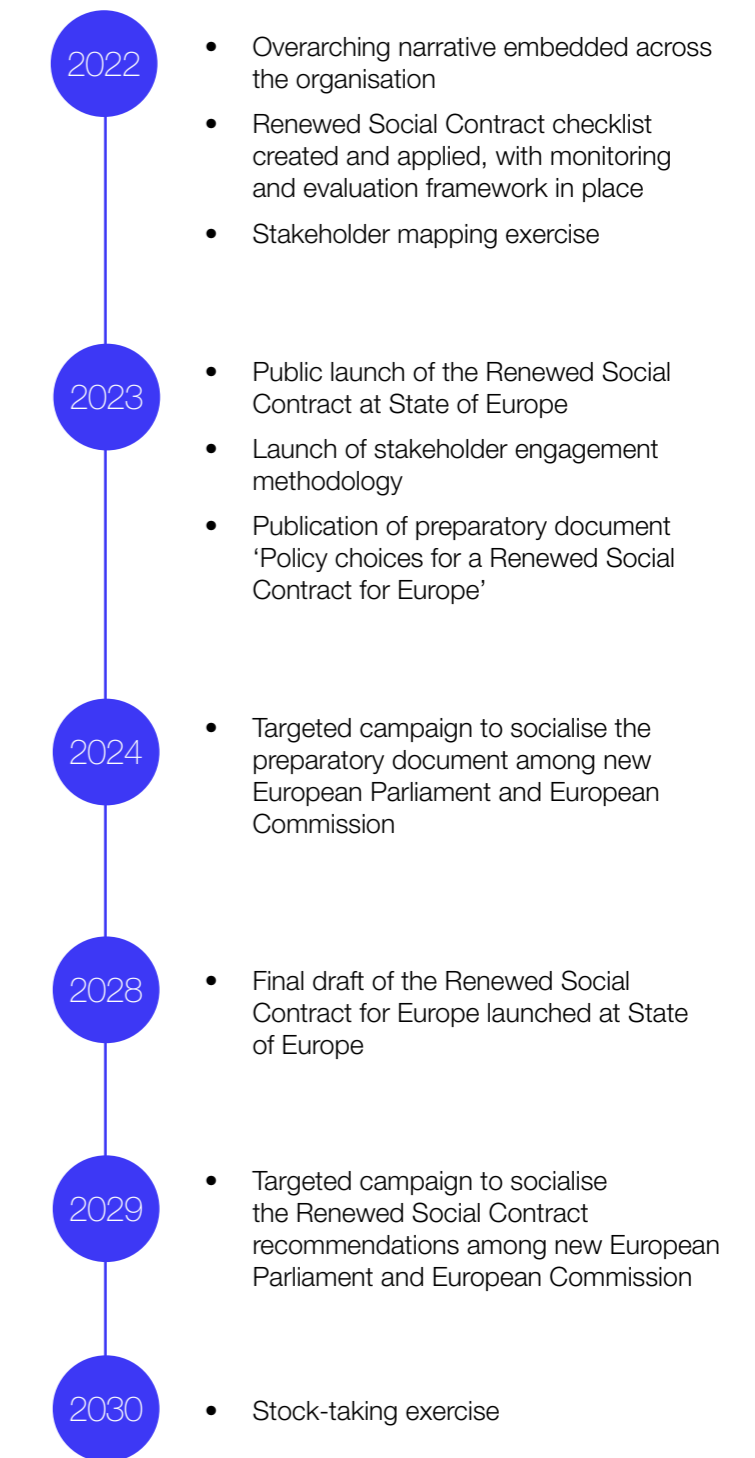 2022
• Overarching narrative embedded across
the organisation
• Renewed Social Contract checklist
created and applied, with monitoring
and evaluation framework in place
• Stakeholder mapping exercise
2023
• Public launch of the Renewed Social
Contract at State of Europe
• Launch of stakeholder engagement
methodology
• Publication of preparatory document
‘Policy choices for a Renewed Social
Contract for Europe’
2024
• Targeted campaign to socialise the
preparatory document among new
European Parliament and European
Commission
2028
• Final draft of the Renewed Social
Contract for Europe launched at State
of Europe
2029
• Targeted campaign to socialise
the Renewed Social Contract
recommendations among new European
Parliament and European Commission
2030
• Stock-taking exercise